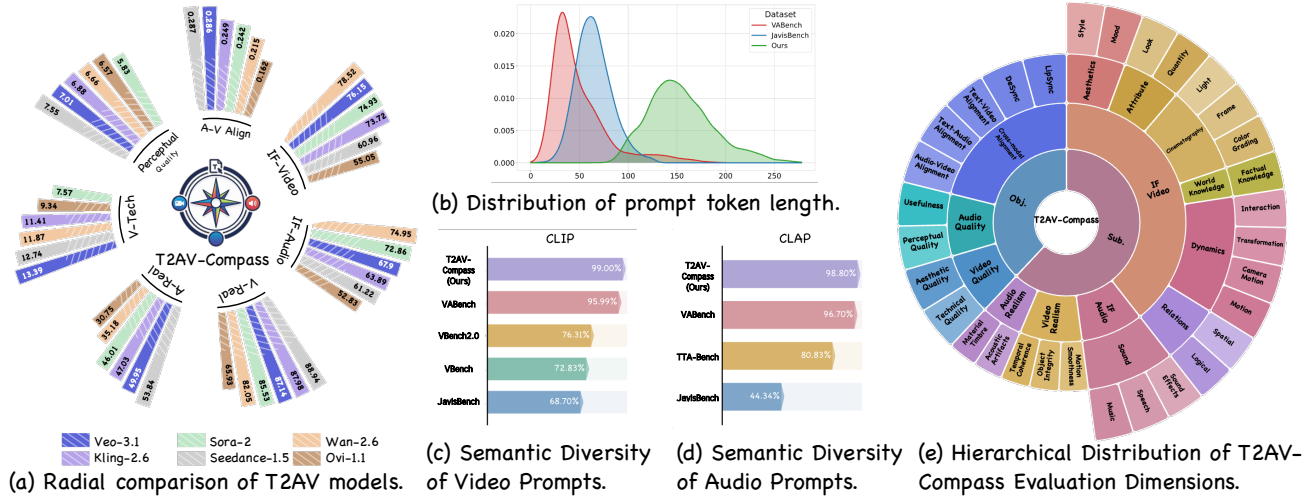 0.287
0.286
0.249
0.242
0.215
0.162
A-V Align
7.55
7.01
6.88
6.66
6.57
5.83
Perceptual
Quality
76.52
76.15
74.93
73.72
60.96
55.05
IF-Video
7.57
9.34
11.41
11.87
12.74
13.39
V-Tech
74.95
72.86
67.9
63.89
61.22
52.83
IF-Audio
T2AV-Compass
30.75
35.18
46.01
47.03
49.95
53.84
A-Real
65.93
82.05
85.53
87.14
87.98
88.94
V-Real
Veo-3.1
Sora-2
Wan-2.6
Kling-2.6
Seedance-1.5
Ovi-1.1
(a) Radial comparison of T2AV models.
0.020
0.015
0.010
0.005
0.000
0
50
100
150
200
250
Dataset
VABench
JavisBench
Ours
(b) Distribution of prompt token length.
CLIP
T2AV-
Compass
(Ours)
99.00%
VABench
95.99%
VBench2.0
76.31%
VBench
72.83%
JavisBench
68.70%
(c) Semantic Diversity
of Video Prompts.
CLAP
T2AV-
Compass
(Ours)
98.80%
VABench
96.70%
TTA-Bench
80.83%
JavisBench
44.34%
(d) Semantic Diversity
of Audio Prompts.
T2AV-Compass
Obj.
Sub.
Cross-modal
Alignment
Audio
Quality
Video
Quality
Audio
Realism
Video
Realism
IF
Audio
IF
Video
Aesthetics
Attribute
Cinematography
World
Knowledge
Dynamics
Relations
Sound
Style
Mood
Look
Quantity
Light
Frame
Color
Grading
Factual
Knowledge
Interaction
Transformation
Camera
Motion
Motion
Spatial
Logical
Sound
Effects
Speech
Music
Motion
Smoothness
Object
Integrity
Temporal
Coherence
Acoustic
Artifacts
Material
Timbre
Technical
Quality
Aesthetic
Quality
Perceptual
Quality
Usefulness
Audio-Video
Alignment
Text-Audio
Alignment
Text-Video
Alignment
DeSync
LipSync
(e) Hierarchical Distribution of T2AV-
Compass Evaluation Dimensions.